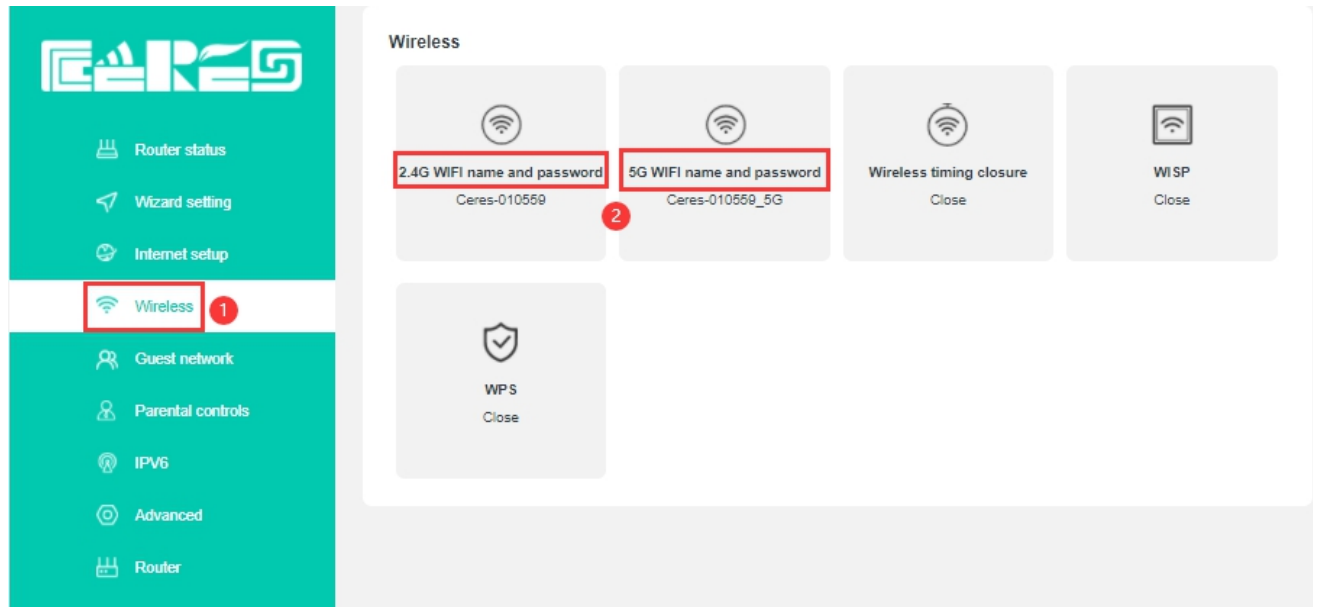 CERES
Router status
Wizard setting
Internet setup
Wireless
1
Guest network
Parental controls
IPV6
Advanced
Router
Wireless
2.4G WIFI name and password
Ceres-010559
2
5G WIFI name and password
Ceres-010559_5G
Wireless timing closure
Close
WISP
Close
WPS
Close